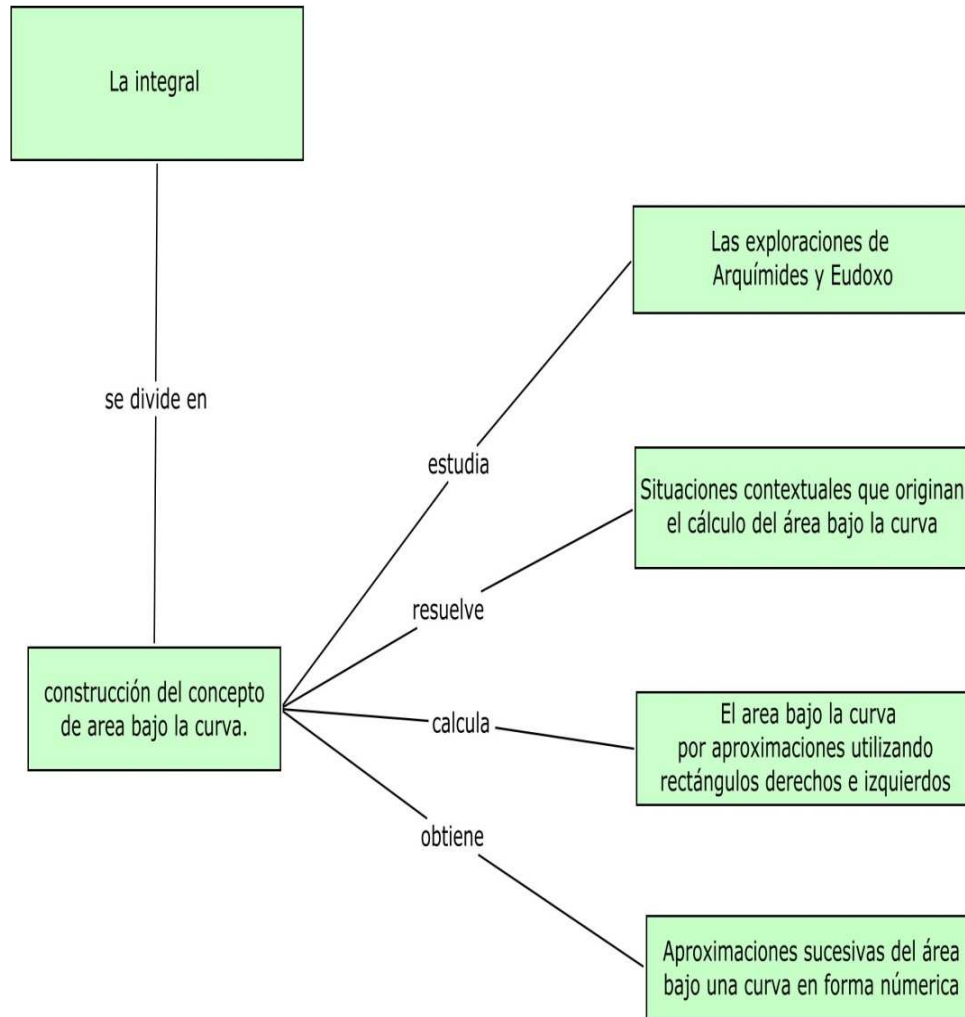 La integral
se divide en
construcción del concepto
de area bajo la curva.
estudia
Las exploraciones de
Arquímides y Eudoxo
resuelve
Situaciones contextuales que originan
el cálculo del área bajo la curva
calcula
El area bajo la curva
por aproximaciones utilizando
rectángulos derechos e izquierdos
obtiene
Aproximaciones sucesivas del área
bajo una curva en forma númerica